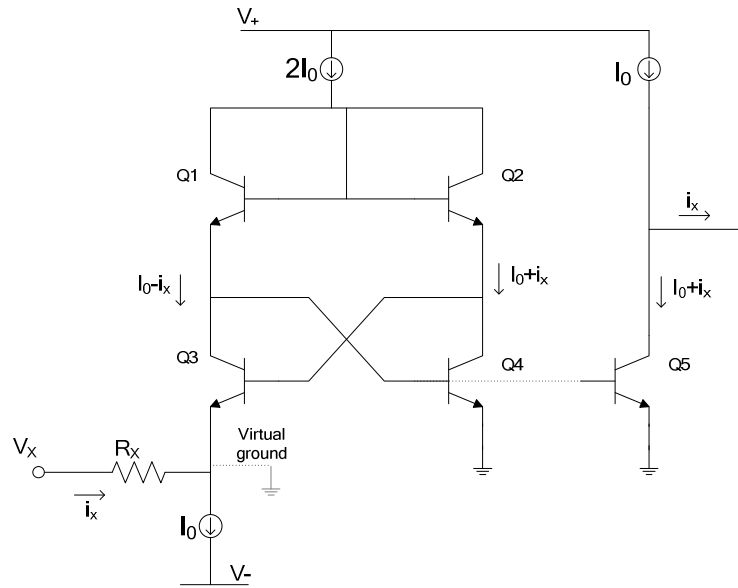 V+
2I0
I0
Q1
Q2
ix
I0-ix
I0+ix
I0+ix
Q3
Q4
Q5
VX
RX
Virtual
ground
ix
I0
V-